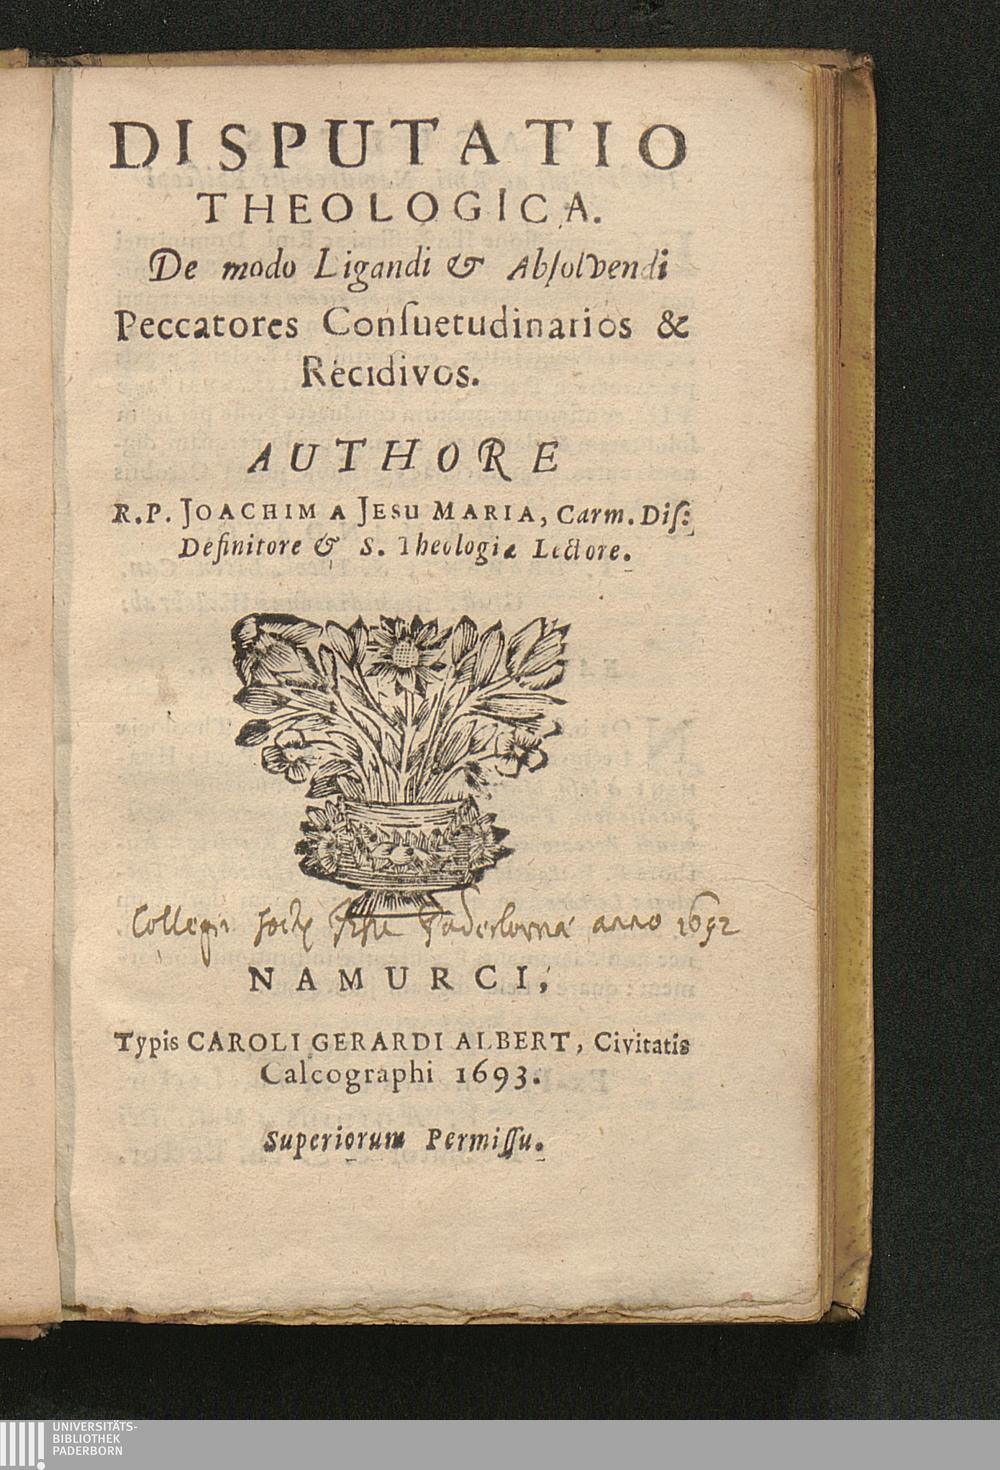 DISPUTATIO
THEOLOGICA.
De modo Ligandi & Abſolvendi
Peccatores Conſuetudinarios &
Recidivos.
AUTHORE
R.P. JOACHIM A JESU MARIA, Carm. Diſ:
Definitore & S. Theologiæ Lectore.
Collegii Paderbornæ anno 1692
NAMURCI,
Typis CAROLI GERARDI ALBERT, Civitatis
Calcographi 1693.
Superiorum Permiſſu.
UNIVERSITÄTS-
BIBLIOTHEK
PADERBORN